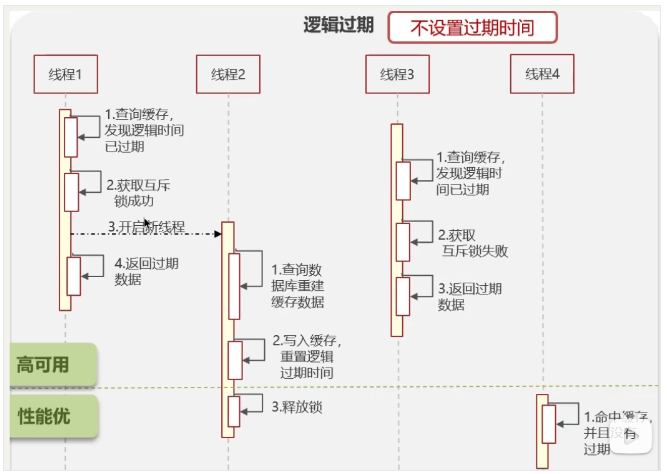 逻辑过期
不设置过期时间
线程1
线程2
线程3
线程4
1.查询缓存，
发现逻辑时间
已过期
2.获取互斥
锁成功
3.开启新线程
4.返回过期
数据
1.查询数
据库重建
缓存数据
2.写入缓存，
重置逻辑
过期时间
3.释放锁
1.查询缓存，
发现逻辑时
间已过期
2.获取
互斥锁失败
3.返回过期
数据
高可用
性能优
1.命中缓存，
并且没有
过期